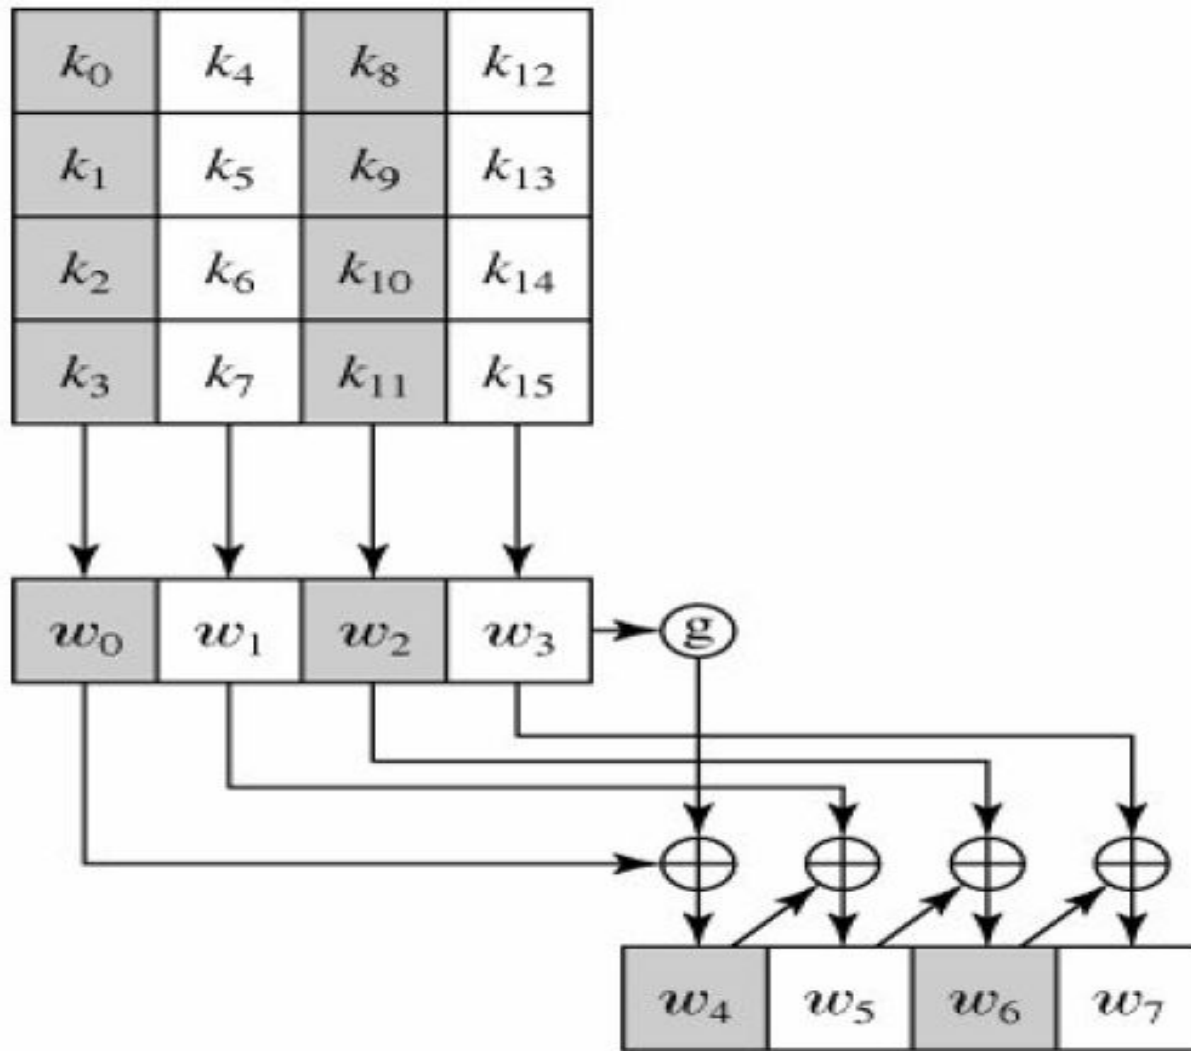 k₀ k₄ k₈ k₁₂
k₁ k₅ k₉ k₁₃
k₂ k₆ k₁₀ k₁₄
k₃ k₇ k₁₁ k₁₅
w₀ w₁ w₂ w₃ g
w₄ w₅ w₆ w₇